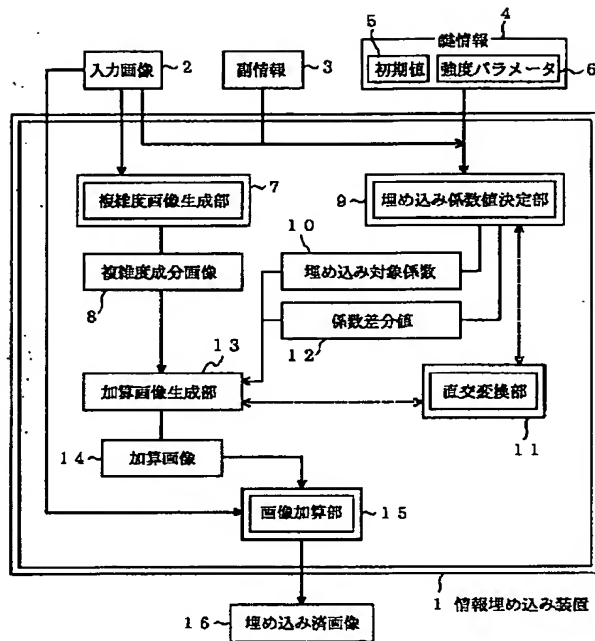 4
5
鍵情報
入力画像
2
副情報
3
初期値
強度パラメータ
6
複雑度画像生成部
7
9
埋め込み係数値決定部
10
複雑度成分画像
埋め込み対象係数
8
係数差分値
13
12
加算画像生成部
直交変換部
14
加算画像
11
画像加算部
15
1 情報埋め込み装置
16
埋め込み済画像